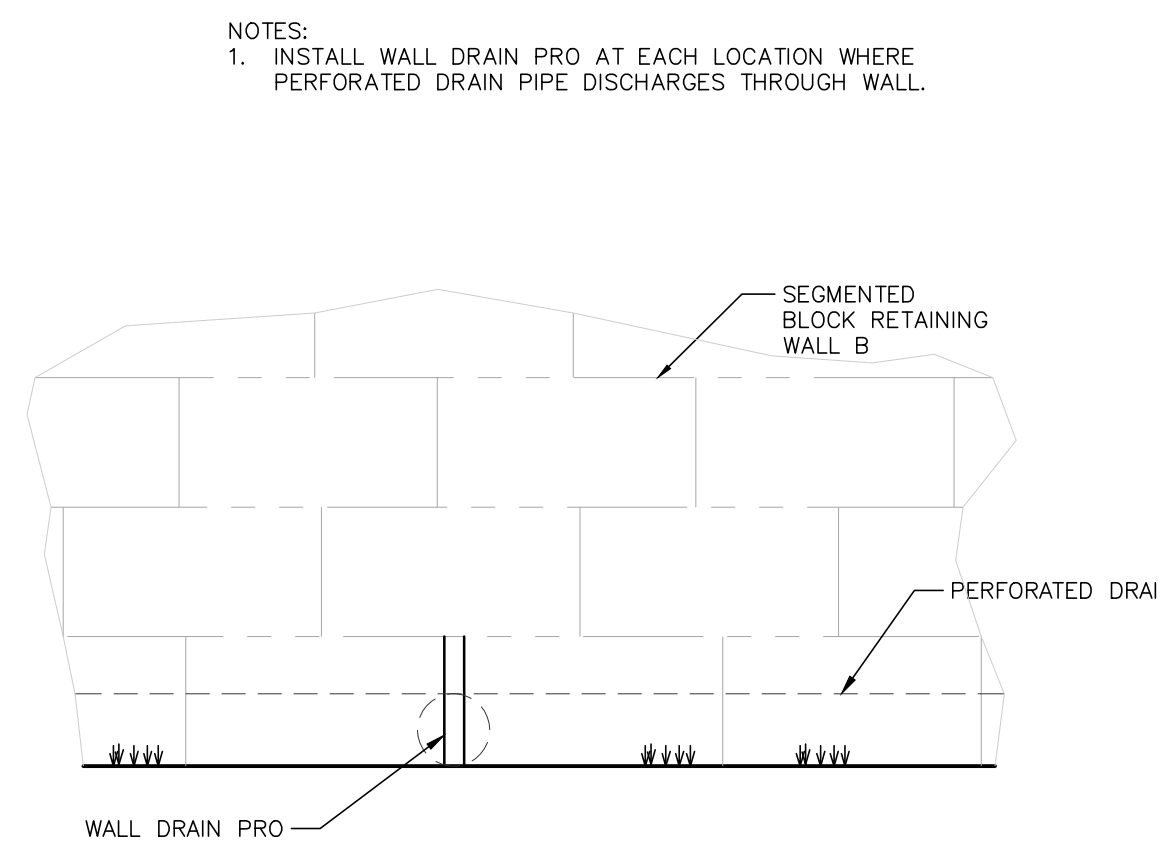 NOTES:
1. INSTALL WALL DRAIN PRO AT EACH LOCATION WHERE
PERFORATED DRAIN PIPE DISCHARGES THROUGH WALL.
SEGMENTED
BLOCK RETAINING
WALL B
PERFORATED DRAI
WALL DRAIN PRO